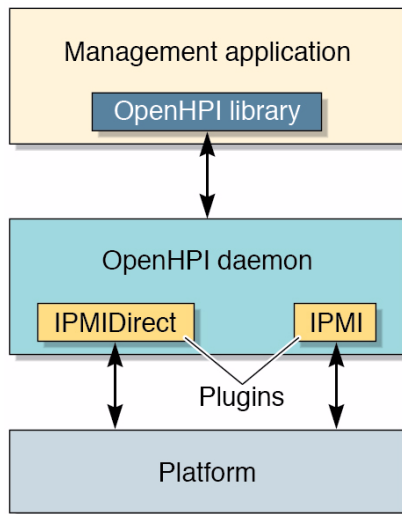 Management application
OpenHPI library
OpenHPI daemon
IPMIDirect
IPMI
Plugins
Platform